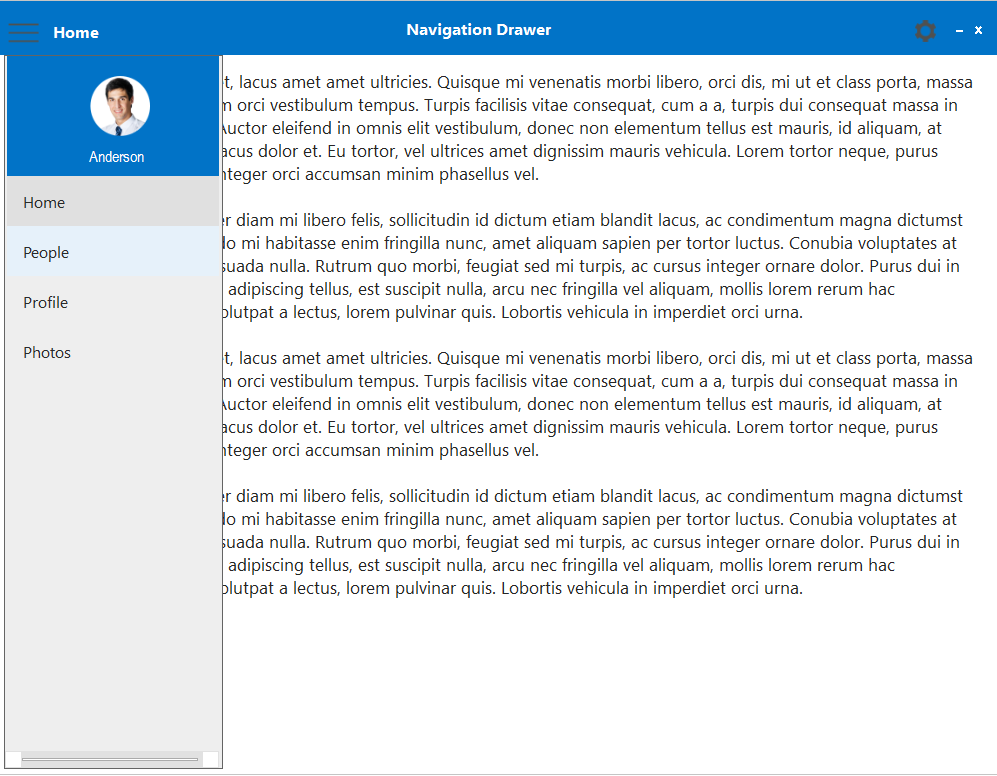 Home
Navigation Drawer
Anderson
Home
People
Profile
Photos
lacus amet amet ultricies. Quisque mi venenatis morbi libero, orci dis, mi ut et class porta, massa
orci vestibulum tempus. Turpis facilisis vitae consequat, cum a a, turpis dui consequat massa in
Auctor eleifend in omnis elit vestibulum, donec non elementum tellus est mauris, id aliquam, at
dolor et. Eu tortor, vel ultrices amet dignissim mauris vehicula. Lorem tortor neque, purus
orci accumsan minim phasellus vel.
diam mi libero felis, sollicitudin id dictum etiam blandit lacus, ac condimentum magna dictumst
mi habitasse enim fringilla nunc, amet aliquam sapien per tortor luctus. Conubia voluptates at
nulla. Rutrum quo morbi, feugiat sed mi turpis, ac cursus integer ornare dolor. Purus dui in
adipiscing tellus, est suscipit nulla, arcu nec fringilla vel aliquam, mollis lorem rerum hac
a lectus, lorem pulvinar quis. Lobortis vehicula in imperdiet orci urna.
lacus amet amet ultricies. Quisque mi venenatis morbi libero, orci dis, mi ut et class porta, massa
orci vestibulum tempus. Turpis facilisis vitae consequat, cum a a, turpis dui consequat massa in
Auctor eleifend in omnis elit vestibulum, donec non elementum tellus est mauris, id aliquam, at
dolor et. Eu tortor, vel ultrices amet dignissim mauris vehicula. Lorem tortor neque, purus
orci accumsan minim phasellus vel.
diam mi libero felis, sollicitudin id dictum etiam blandit lacus, ac condimentum magna dictumst
mi habitasse enim fringilla nunc, amet aliquam sapien per tortor luctus. Conubia voluptates at
nulla. Rutrum quo morbi, feugiat sed mi turpis, ac cursus integer ornare dolor. Purus dui in
adipiscing tellus, est suscipit nulla, arcu nec fringilla vel aliquam, mollis lorem rerum hac
a lectus, lorem pulvinar quis. Lobortis vehicula in imperdiet orci urna.